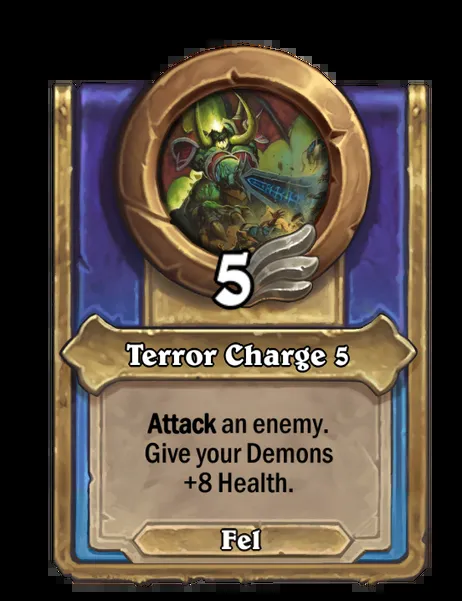 5
Terror Charge 5
Attack an enemy.
Give your Demons
+8 Health.
Fel